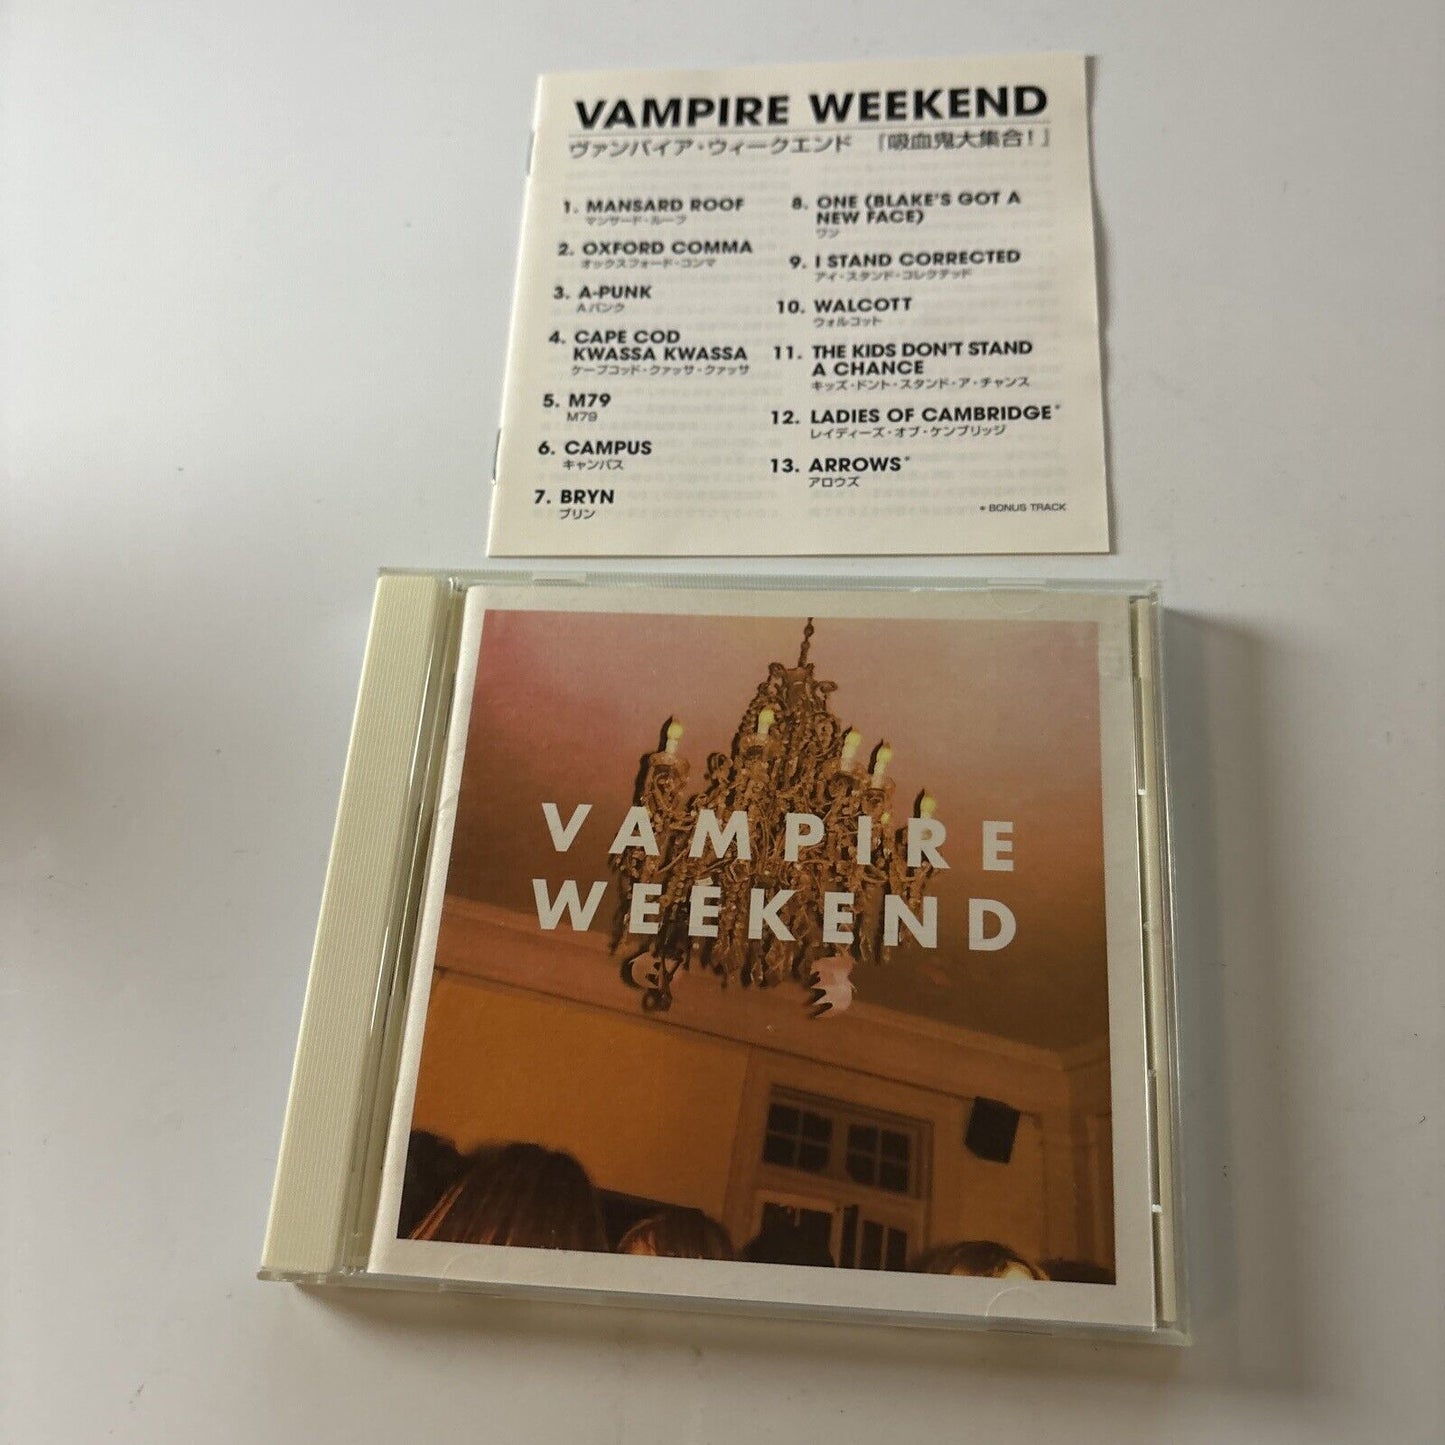 VAMPIRE WEEKEND
ヴァンパイア・ウィークエンド 『吸血鬼大集合!』
1. MANSARD ROOF
マンサード・ルーフ
2. OXFORD COMMA
オックスフォード・コンマ
3. A-PUNK
Aパンク
4. CAPE COD
KWASSA KWASSA
ケープコッド・クァッサ・クァッサ
5. M79
M79
6. CAMPUS
キャンパス
7. BRYN
ブリン
8. ONE (BLAKE'S GOT A
NEW FACE)
ワン
9. I STAND CORRECTED
アイ・スタンド・コレクテッド
10. WALCOTT
ウォルコット
11. THE KIDS DON'T STAND
A CHANCE
キッズ・ドント・スタンド・ア・チャンス
12. LADIES OF CAMBRIDGE*
レイディーズ・オブ・ケンブリッジ
13. ARROWS*
アロウズ
* BONUS TRACK
VAMPIRE
WEEKEND